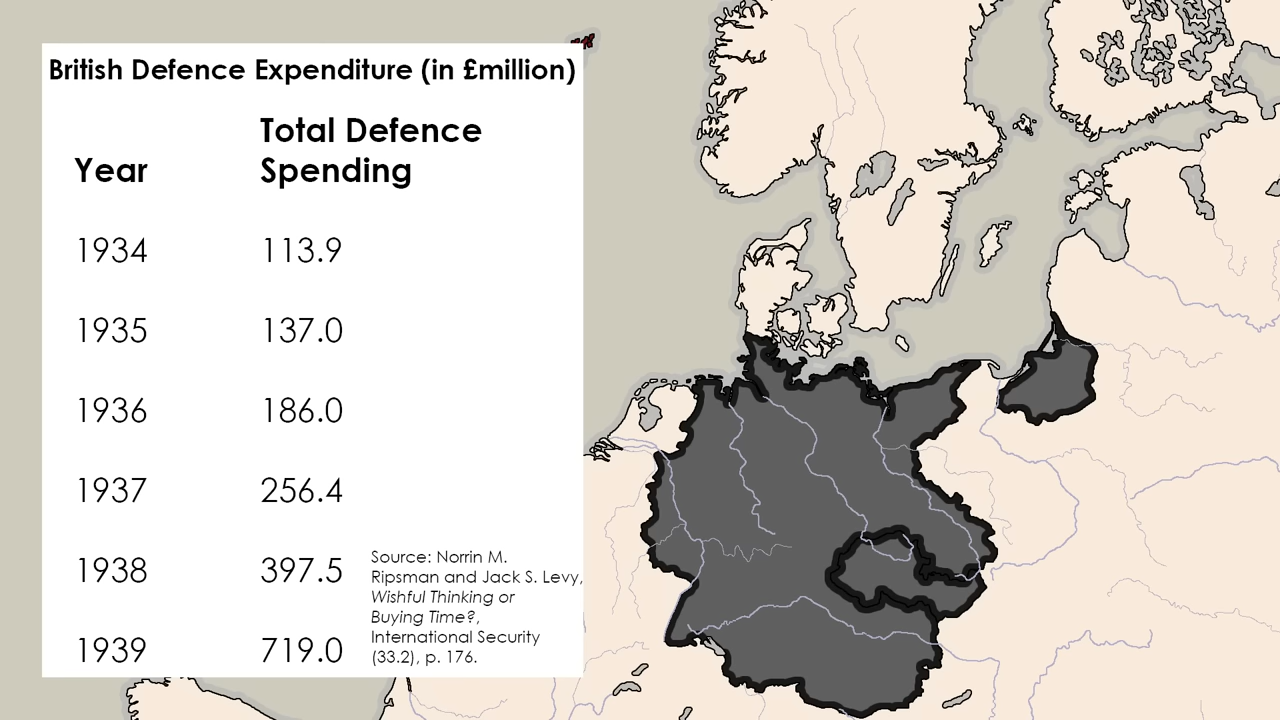 British Defence Expenditure (in £million)
Total Defence
Year Spending
1934 113.9
1935 137.0
1936 186.0
1937 256.4
1938 397.5
1939 719.0
Source: Norrin M.
Ripsman and Jack S. Levy,
Wishful Thinking or
Buying Time?,
International Security
(33.2), p. 176.